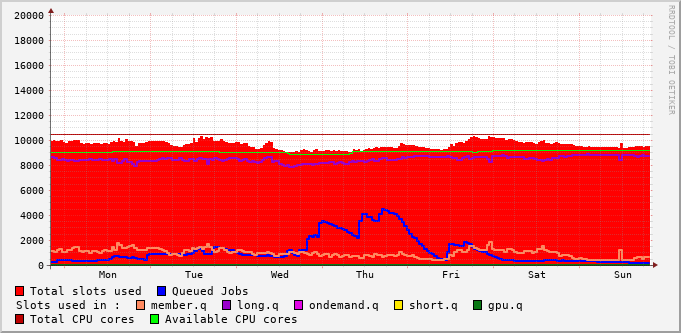 20000
18000
16000
14000
12000
10000
8000
6000
4000
2000
0
Mon Tue Wed Thu Fri Sat Sun
RRDTOOL / TOBI OETIKER
Total slots used Queued Jobs
Slots used in : member.q long.q ondemand.q short.q gpu.q
Total CPU cores Available CPU cores